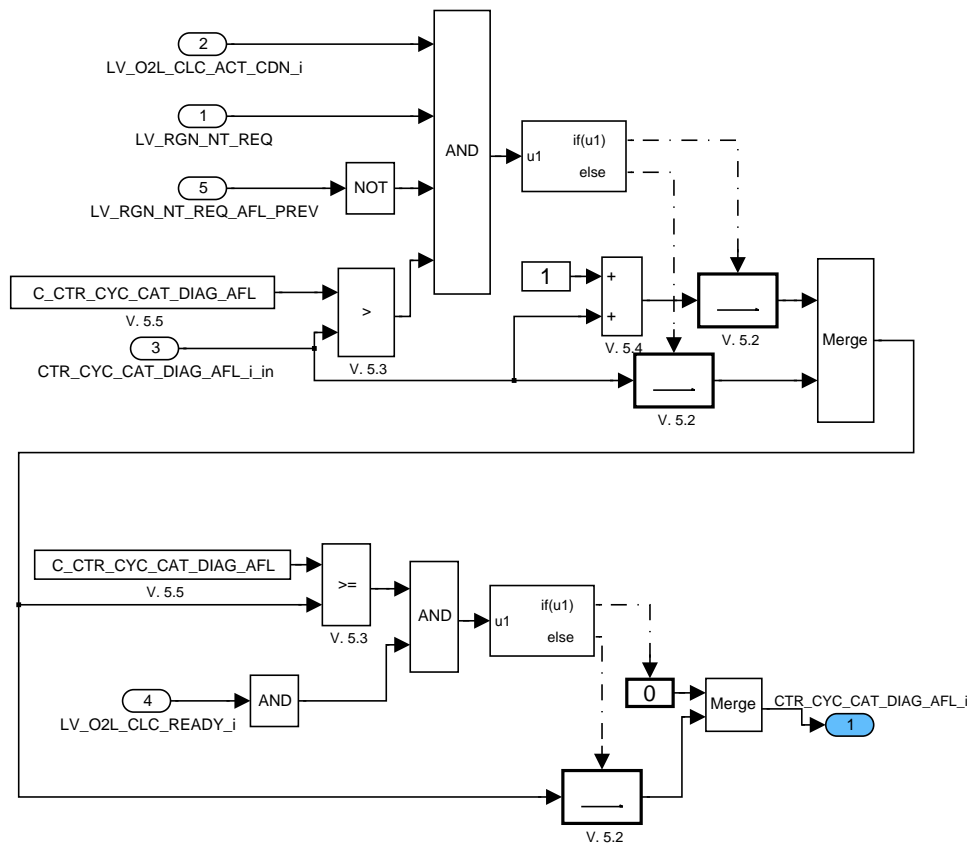 2
LV_O2L_CLC_ACT_CDN_i
1
LV_RGN_NT_REQ
5
LV_RGN_NT_REQ_AFL_PREV
NOT
AND
u1
if(u1)
else
C_CTR_CYC_CAT_DIAG_AFL
V. 5.5
3
CTR_CYC_CAT_DIAG_AFL_i_in
>
V. 5.3
1
+
+
V. 5.4
V. 5.2
V. 5.2
Merge
C_CTR_CYC_CAT_DIAG_AFL
V. 5.5
>=
V. 5.3
AND
4
LV_O2L_CLC_READY_i
AND
u1
if(u1)
else
0
Merge
CTR_CYC_CAT_DIAG_AFL_i
1
V. 5.2